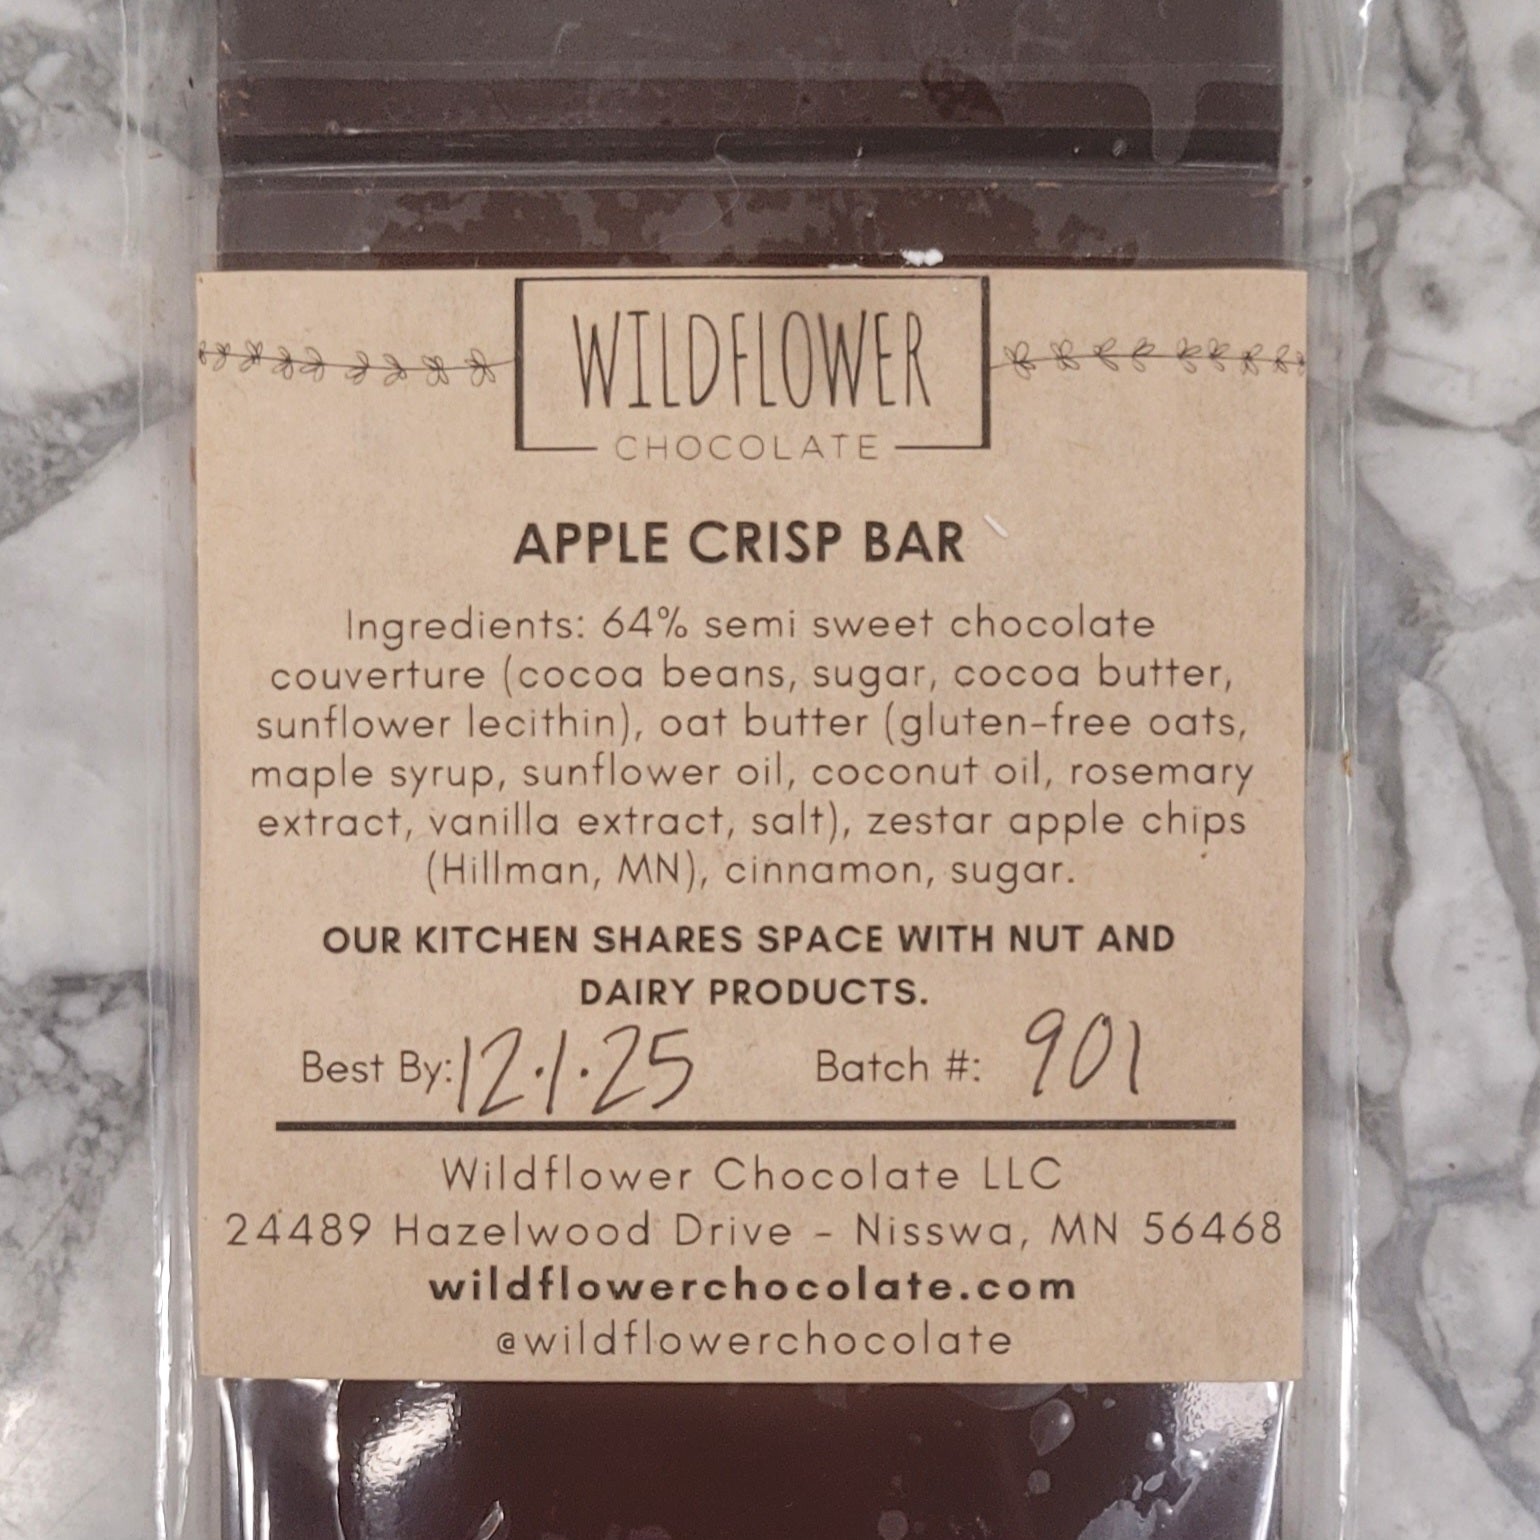 WILDFLOWER
CHOCOLATE
APPLE CRISP BAR
Ingredients: 64% semi sweet chocolate
couverture (cocoa beans, sugar, cocoa butter,
sunflower lecithin), oat butter (gluten-free oats,
maple syrup, sunflower oil, coconut oil, rosemary
extract, vanilla extract, salt), zestar apple chips
(Hillman, MN), cinnamon, sugar.
OUR KITCHEN SHARES SPACE WITH NUT AND
DAIRY PRODUCTS.
Best By: 12.1.25 Batch #: 901
Wildflower Chocolate LLC
24489 Hazelwood Drive - Nisswa, MN 56468
wildflowerchocolate.com
@wildflowerchocolate